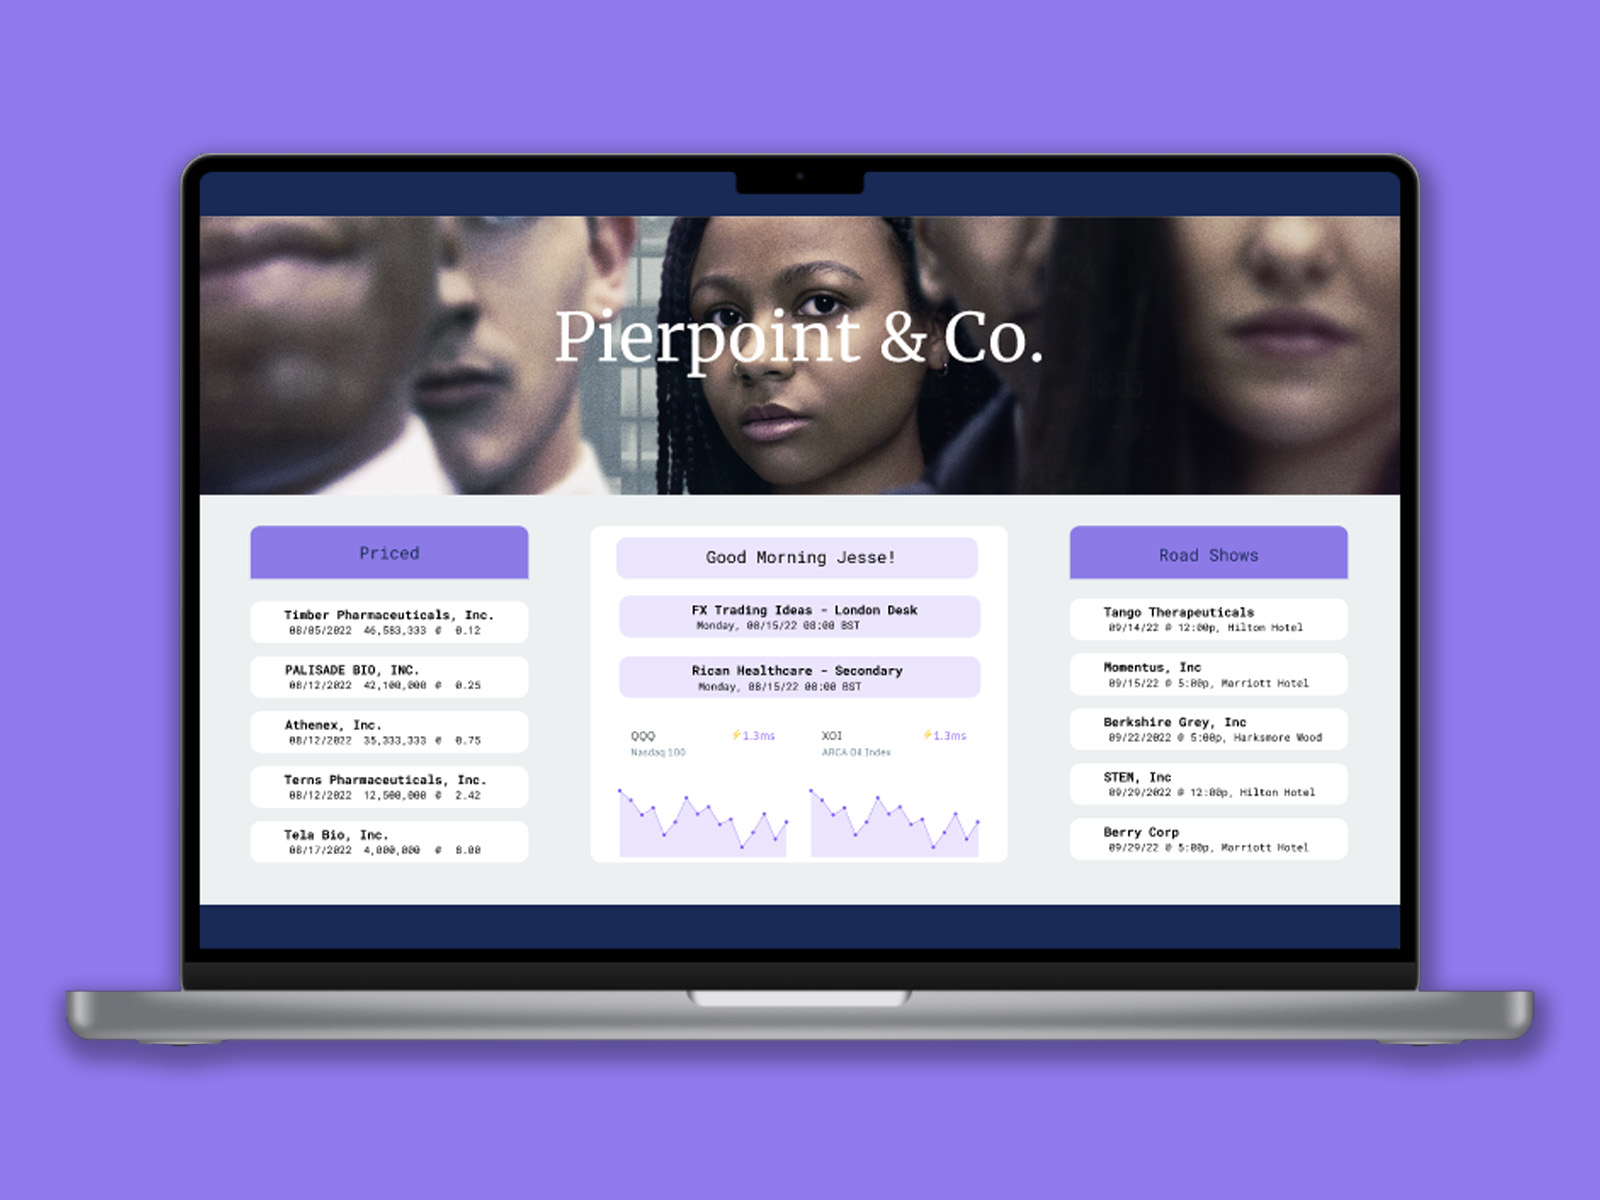 Pierpoint & Co.
Priced
Timber Pharmaceuticals, Inc.
08/05/2022 46,583,333 @ 0.12
PALISADE BIO, INC.
08/12/2022 42,100,000 @ 0.25
Athenex, Inc.
08/12/2022 35,333,333 @ 0.75
Terns Pharmaceuticals, Inc.
08/12/2022 12,500,000 @ 2.42
Tela Bio, Inc.
08/17/2022 4,000,000 @ 8.00
Good Morning Jesse!
FX Trading Ideas - London Desk
Monday, 08/15/22 08:00 BST
Rican Healthcare - Secondary
Monday, 08/15/22 08:00 BST
QQQ ⚡1.3ms
Nasdaq 100
XOI ⚡1.3ms
ARCA Oil Index
Road Shows
Tango Therapeuticals
09/14/22 @ 12:00p, Hilton Hotel
Momentus, Inc
09/15/22 @ 5:00p, Marriott Hotel
Berkshire Grey, Inc
09/22/2022 @ 5:00p, Harksmore Wood
STEM, Inc
09/29/2022 @ 12:00p, Hilton Hotel
Berry Corp
09/29/22 @ 5:00p, Marriott Hotel